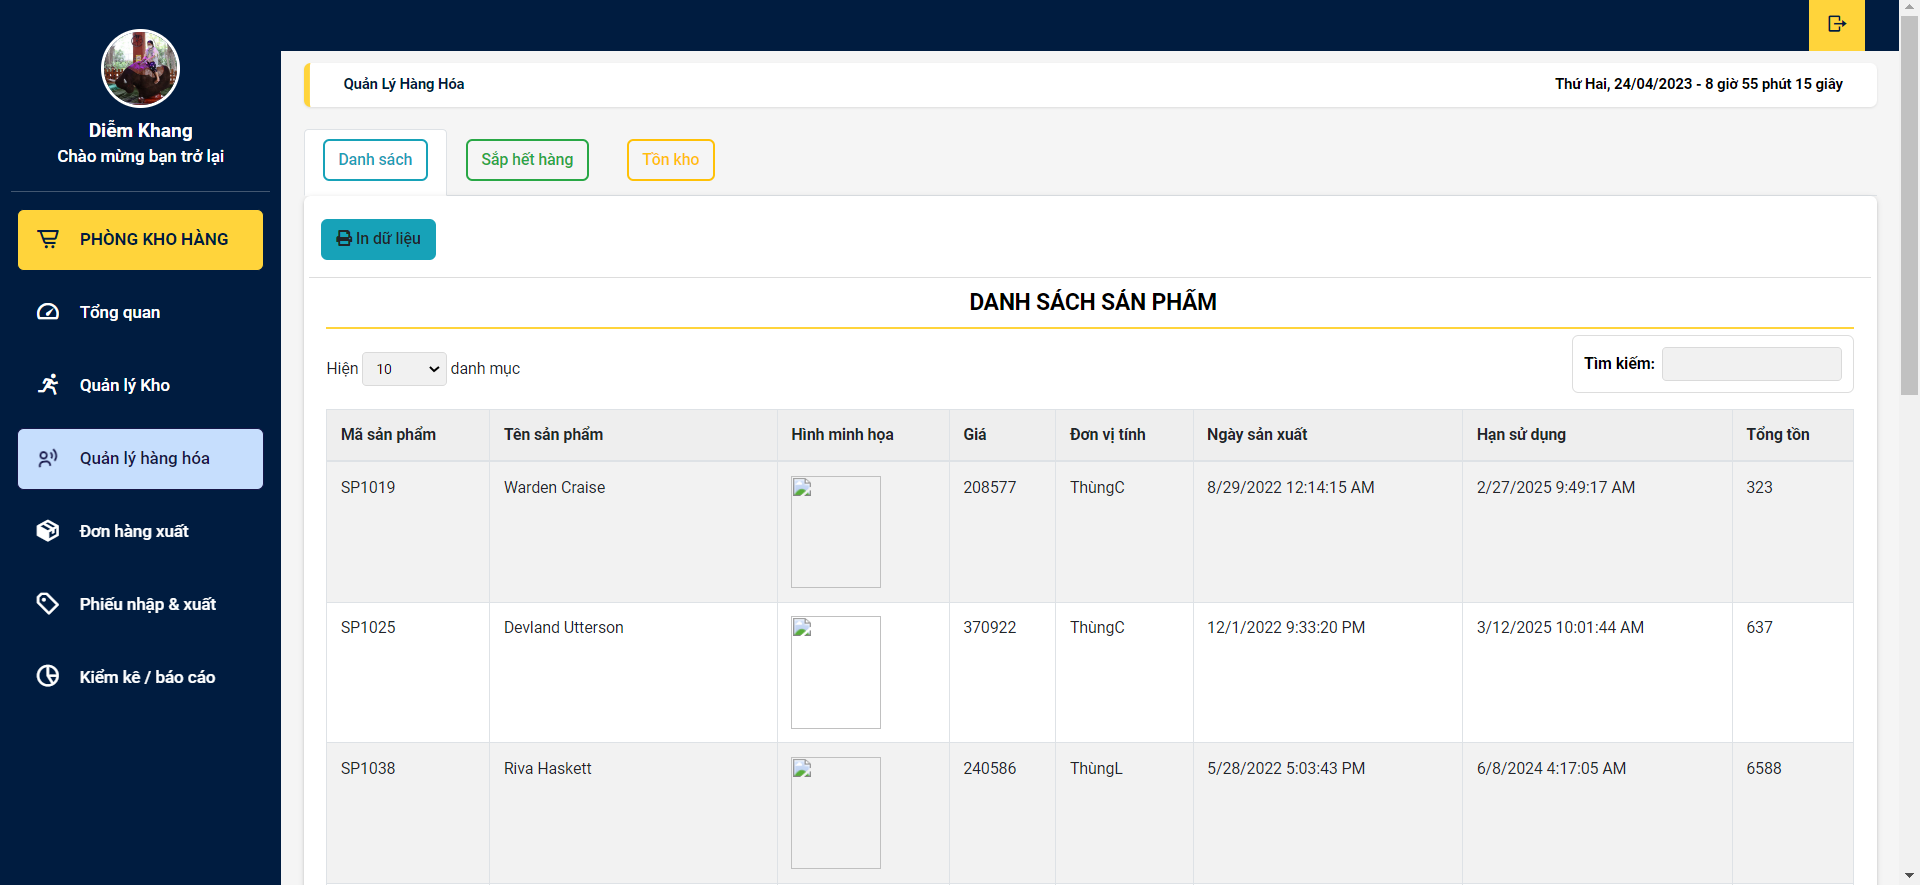 Diễm Khang
Chào mừng bạn trở lại
PHÒNG KHO HÀNG
Tổng quan
Quản lý Kho
Quản lý hàng hóa
Đơn hàng xuất
Phiếu nhập & xuất
Kiểm kê / báo cáo
Quản Lý Hàng Hóa
Thứ Hai, 24/04/2023 - 8 giờ 55 phút 15 giây
Danh sách
Sắp hết hàng
Tồn kho
In dữ liệu
DANH SÁCH SẢN PHẨM
Hiện 10 danh mục
Tìm kiếm:
Mã sản phẩm Tên sản phẩm Hình minh họa Giá Đơn vị tính Ngày sản xuất Hạn sử dụng Tổng tồn
SP1019 Warden Craise 208577 ThùngC 8/29/2022 12:14:15 AM 2/27/2025 9:49:17 AM 323
SP1025 Devland Utterson 370922 ThùngC 12/1/2022 9:33:20 PM 3/12/2025 10:01:44 AM 637
SP1038 Riva Haskett 240586 ThùngL 5/28/2022 5:03:43 PM 6/8/2024 4:17:05 AM 6588